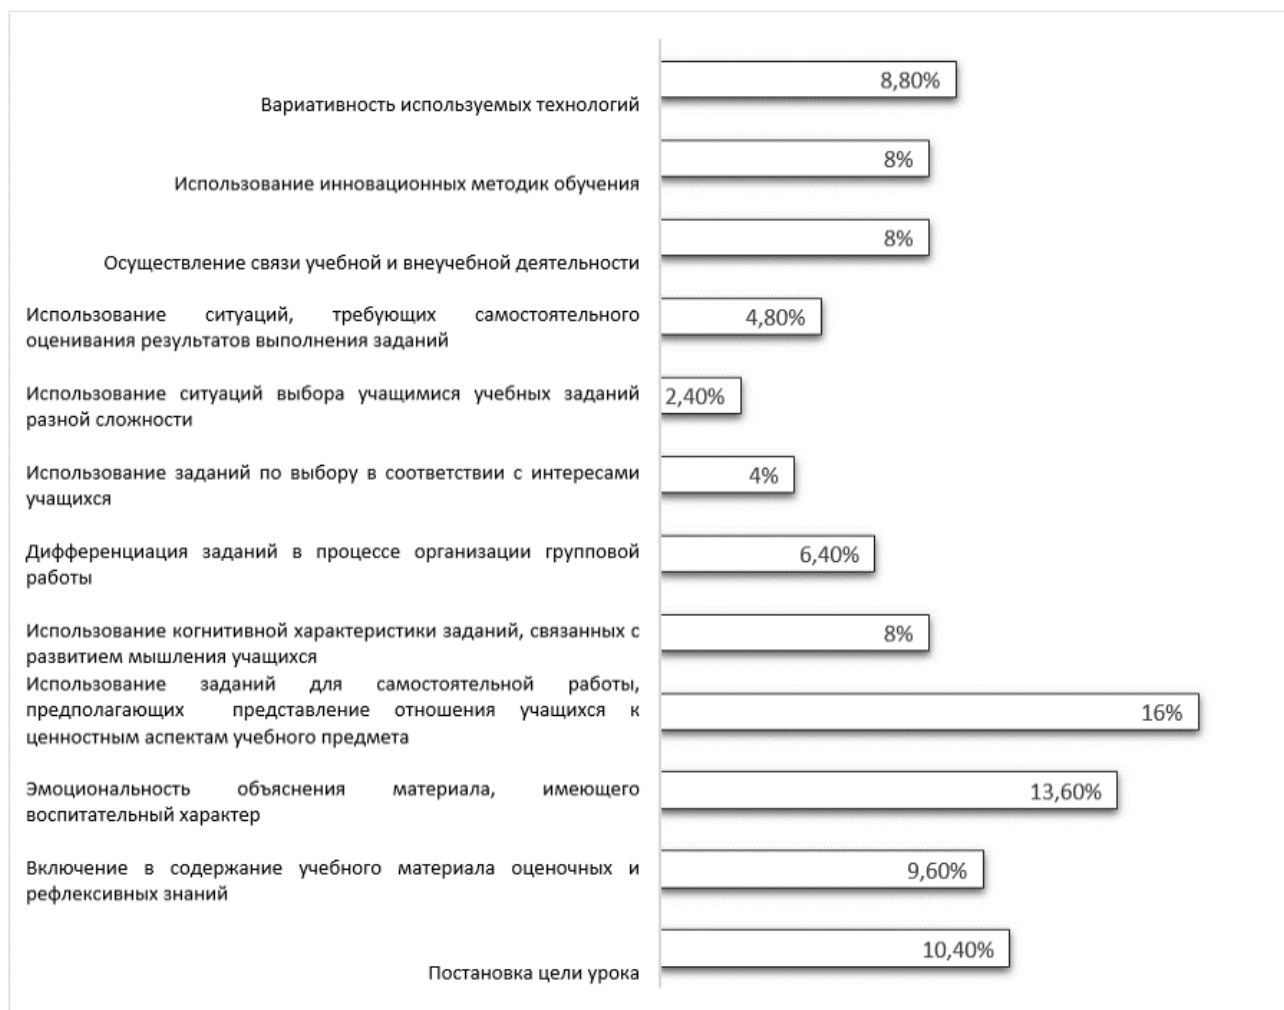 8,80%
Вариативность используемых технологий
8%
Использование инновационных методик обучения
8%
Осуществление связи учебной и внеучебной деятельности
Использование ситуаций, требующих самостоятельного
оценивания результатов выполнения заданий
4,80%
Использование ситуаций выбора учащимися учебных заданий
разной сложности
2,40%
Использование заданий по выбору в соответствии с интересами
учащихся
4%
Дифференциация заданий в процессе организации групповой
работы
6,40%
Использование когнитивной характеристики заданий, связанных с
развитием мышления учащихся
8%
Использование заданий для самостоятельной работы,
предполагающих представление отношения учащихся к
ценностным аспектам учебного предмета
16%
Эмоциональность объяснения материала, имеющего
воспитательный характер
13,60%
Включение в содержание учебного материала оценочных и
рефлексивных знаний
9,60%
10,40%
Постановка цели урока